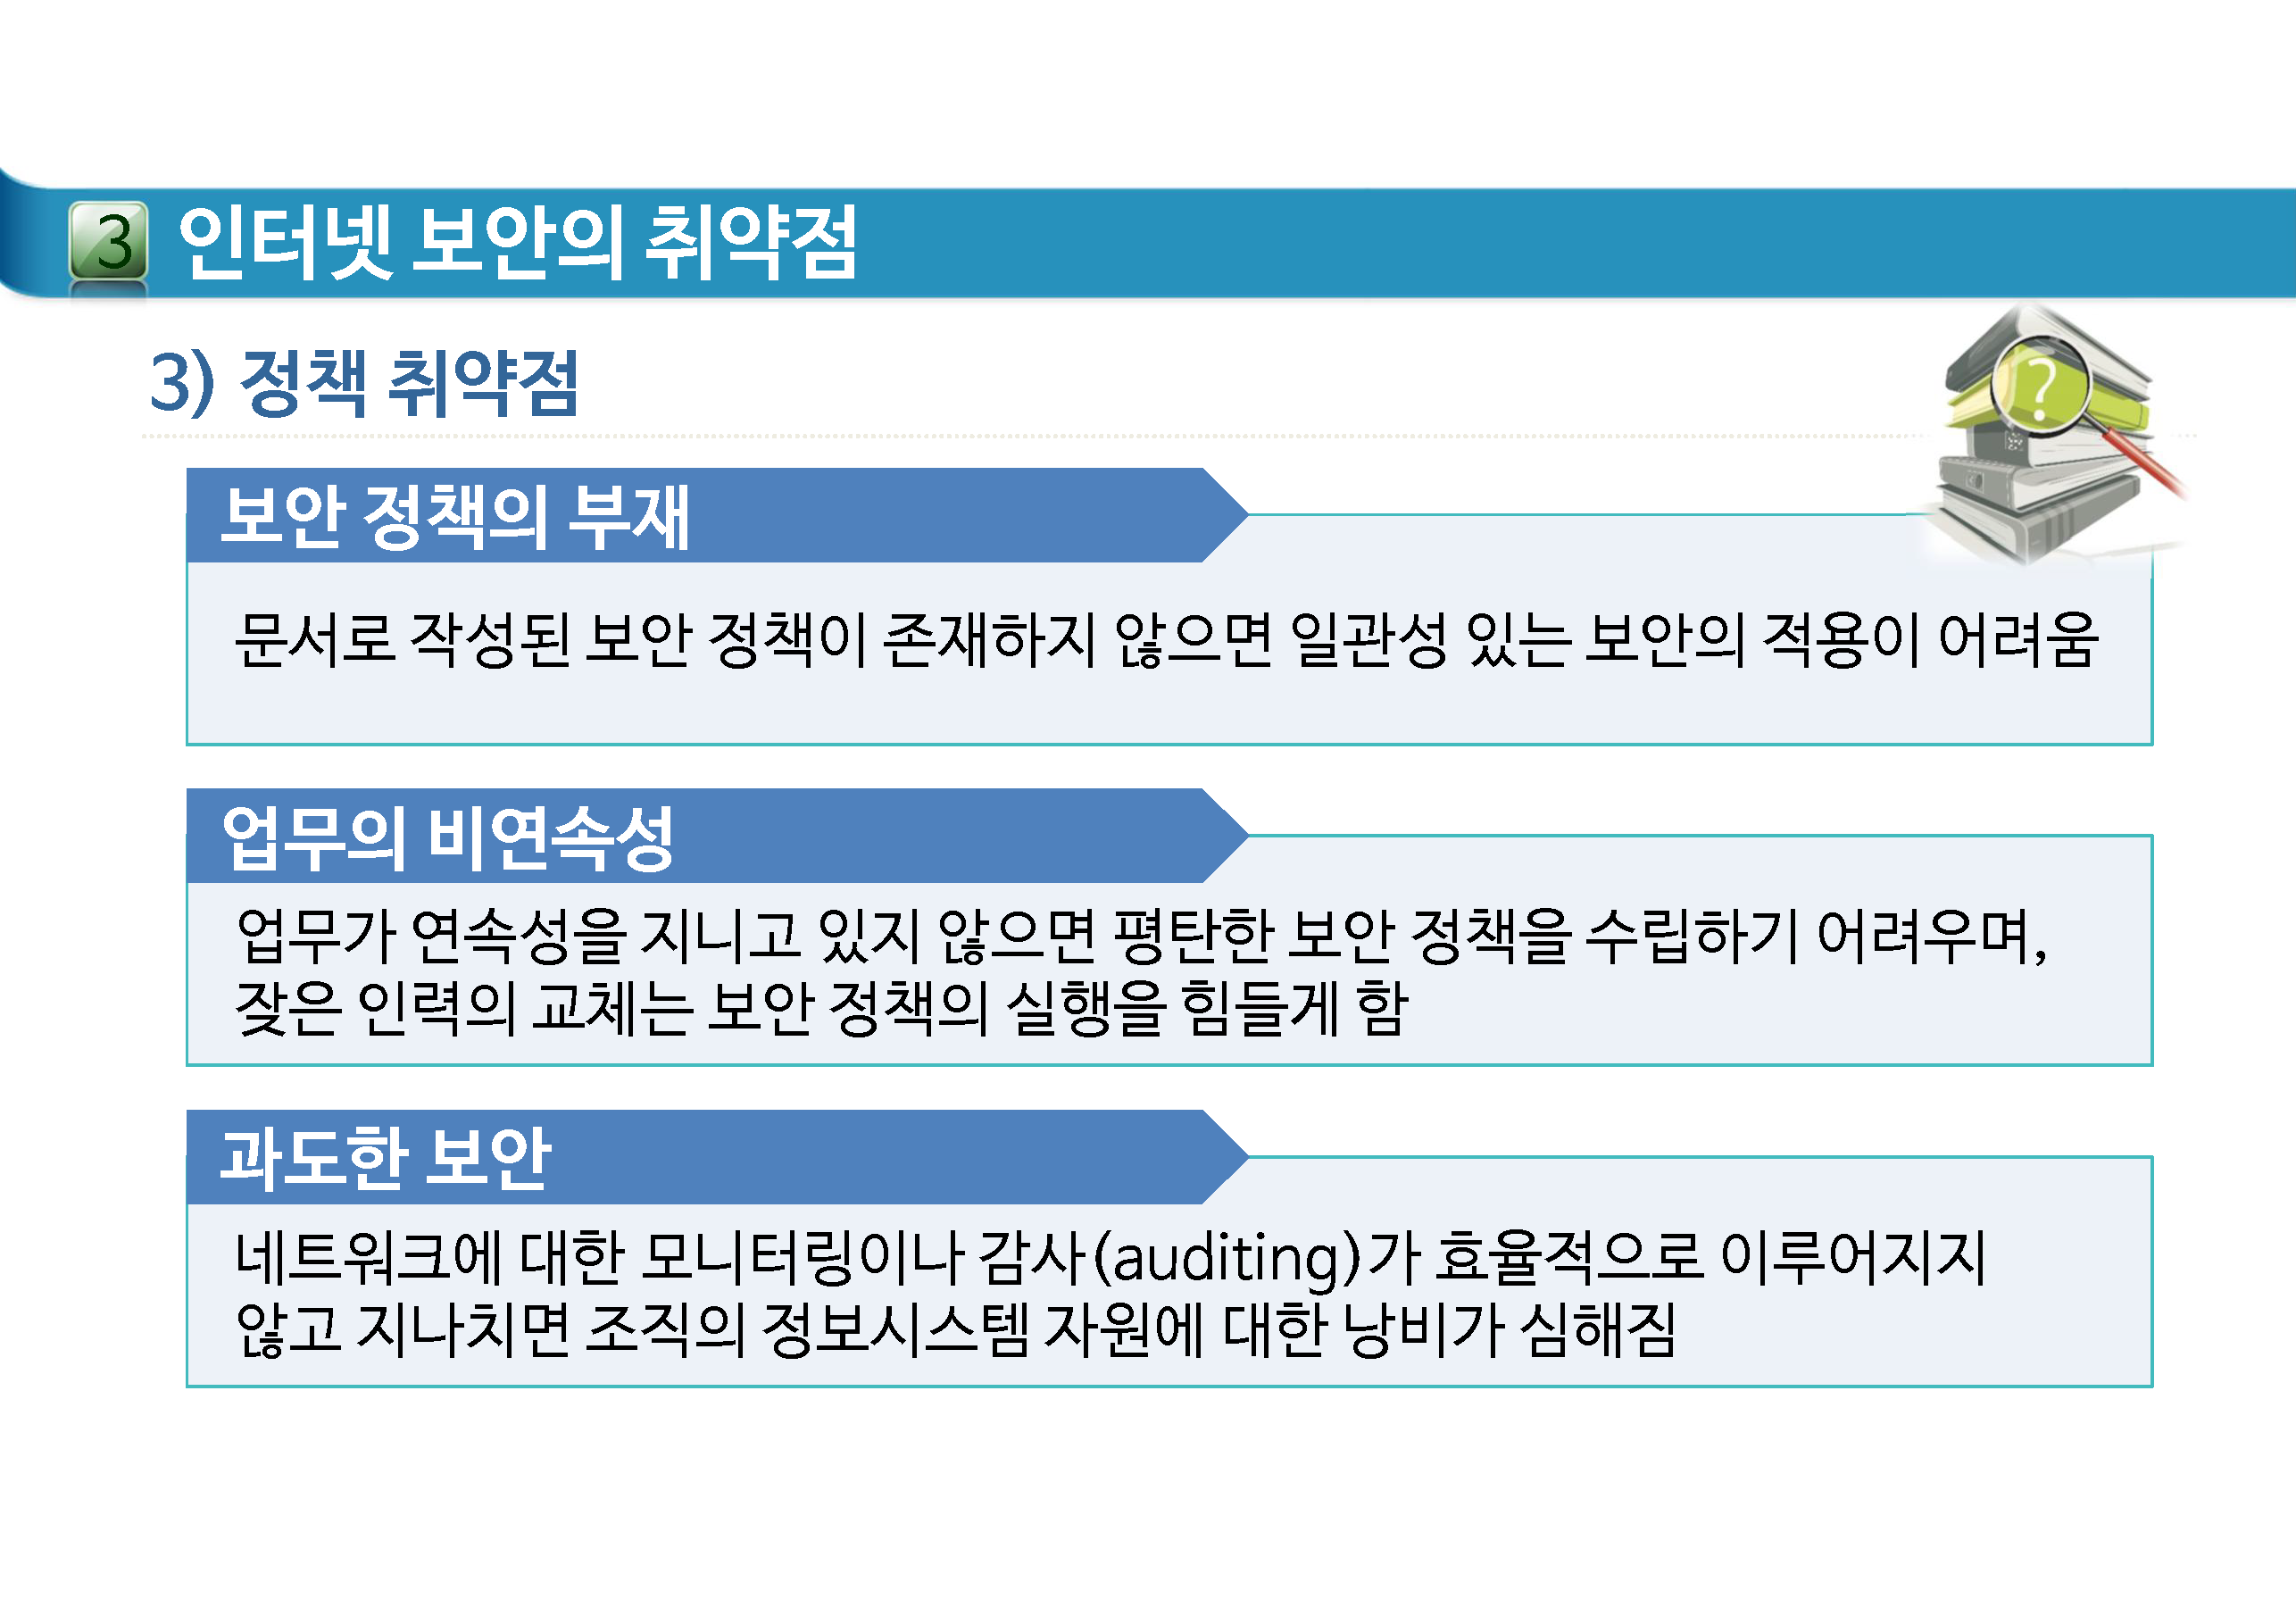 3 인터넷 보안의 취약점
3) 정책 취약점
?
보안 정책의 부재
문서로 작성된 보안 정책이 존재하지 않으면 일관성 있는 보안의 적용이 어려움
업무의 비연속성
업무가 연속성을 지니고 있지 않으면 평탄한 보안 정책을 수립하기 어려우며,
잦은 인력의 교체는 보안 정책의 실행을 힘들게 함
과도한 보안
네트워크에 대한 모니터링이나 감사(auditing)가 효율적으로 이루어지지
않고 지나치면 조직의 정보시스템 자원에 대한 낭비가 심해짐